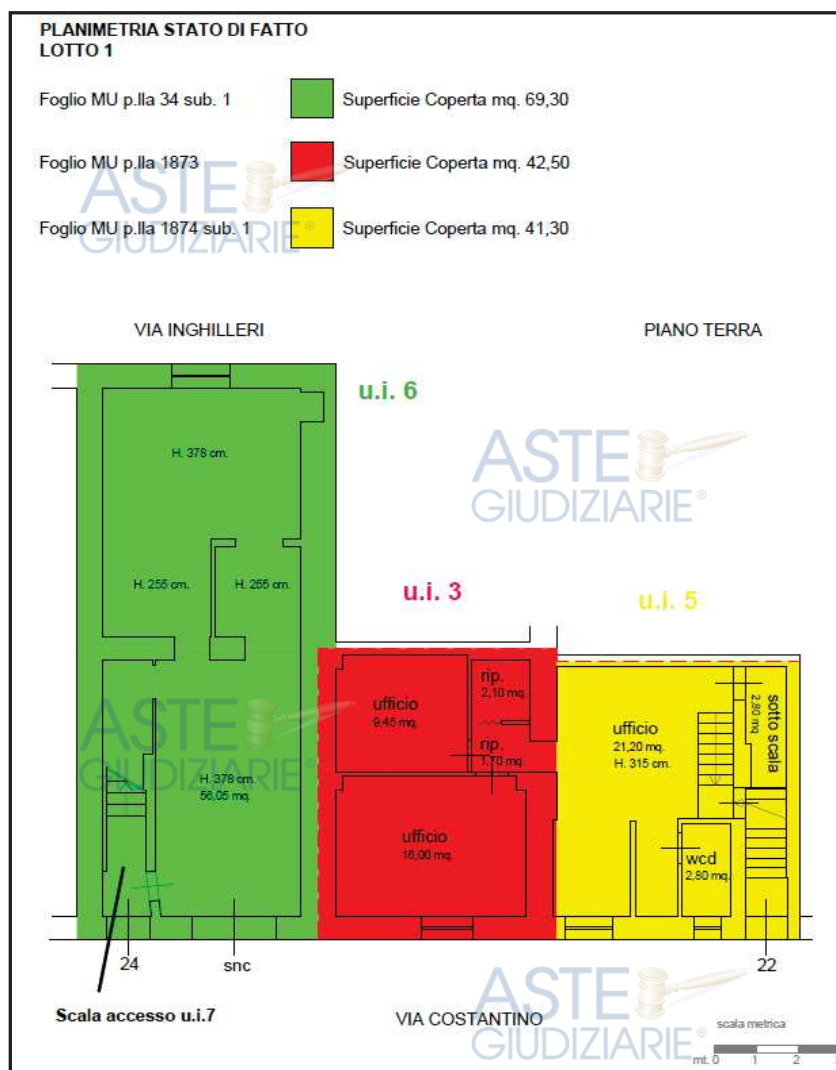 PLANIMETRIA STATO DI FATTO
LOTTO 1
Foglio MU p.lla 34 sub. 1
Superficie Coperta mq. 69,30
Foglio MU p.lla 1873
Superficie Coperta mq. 42,50
ASTE
GIUDIZIARIE®
Foglio MU p.lla 1874 sub. 1
Superficie Coperta mq. 41,30
VIA INGHILLERI
PIANO TERRA
u.i. 6
H. 378 cm.
ASTE
GIUDIZIARIE®
H. 255 cm.
H. 255 cm.
u.i. 3
u.i. 5
ufficio
9,45 mq.
rip.
2,10 mq.
rip.
1,70 mq.
ufficio
21,20 mq.
H. 315 cm.
sotto scala
2,80 mq.
ASTE
GIUDIZIARIE
H. 378 cm.
56,05 mq.
ufficio
16,00 mq.
wcd
2,80 mq.
24
snc
22
Scala accesso u.i.7
VIA COSTANTINO
ASTE
GIUDIZIARIE®
scala metrica
mt. 0 1 2